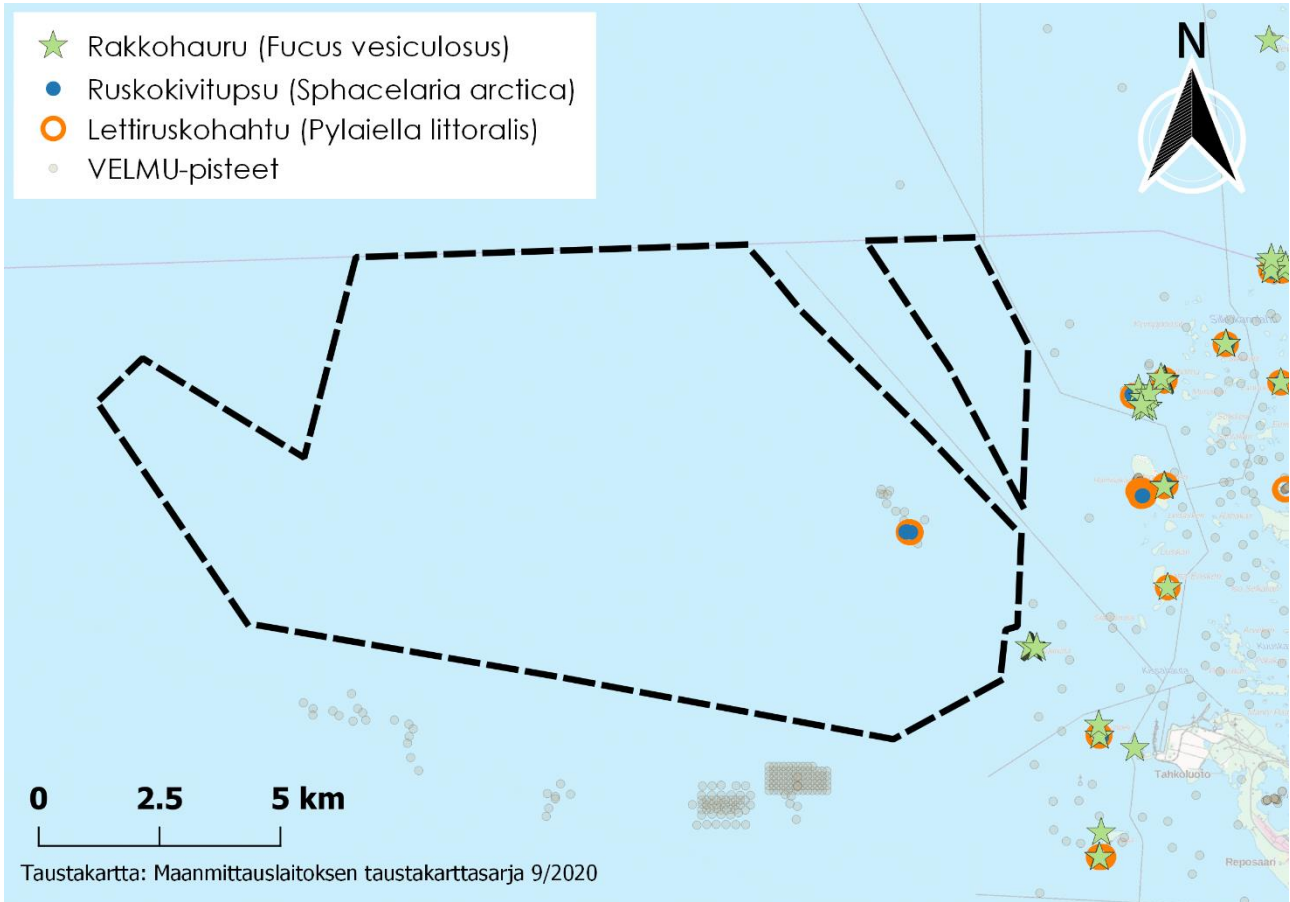 Rakkohauru (Fucus vesiculosus)
Ruskokivitupsu (Sphacelaria arctica)
Lettiruskohahtu (Pylaiella littoralis)
VELMU-pisteet
N
Tahkoluoto
Reposaari
0 2.5 5 km
Taustakartta: Maanmittauslaitoksen taustakarttasarja 9/2020